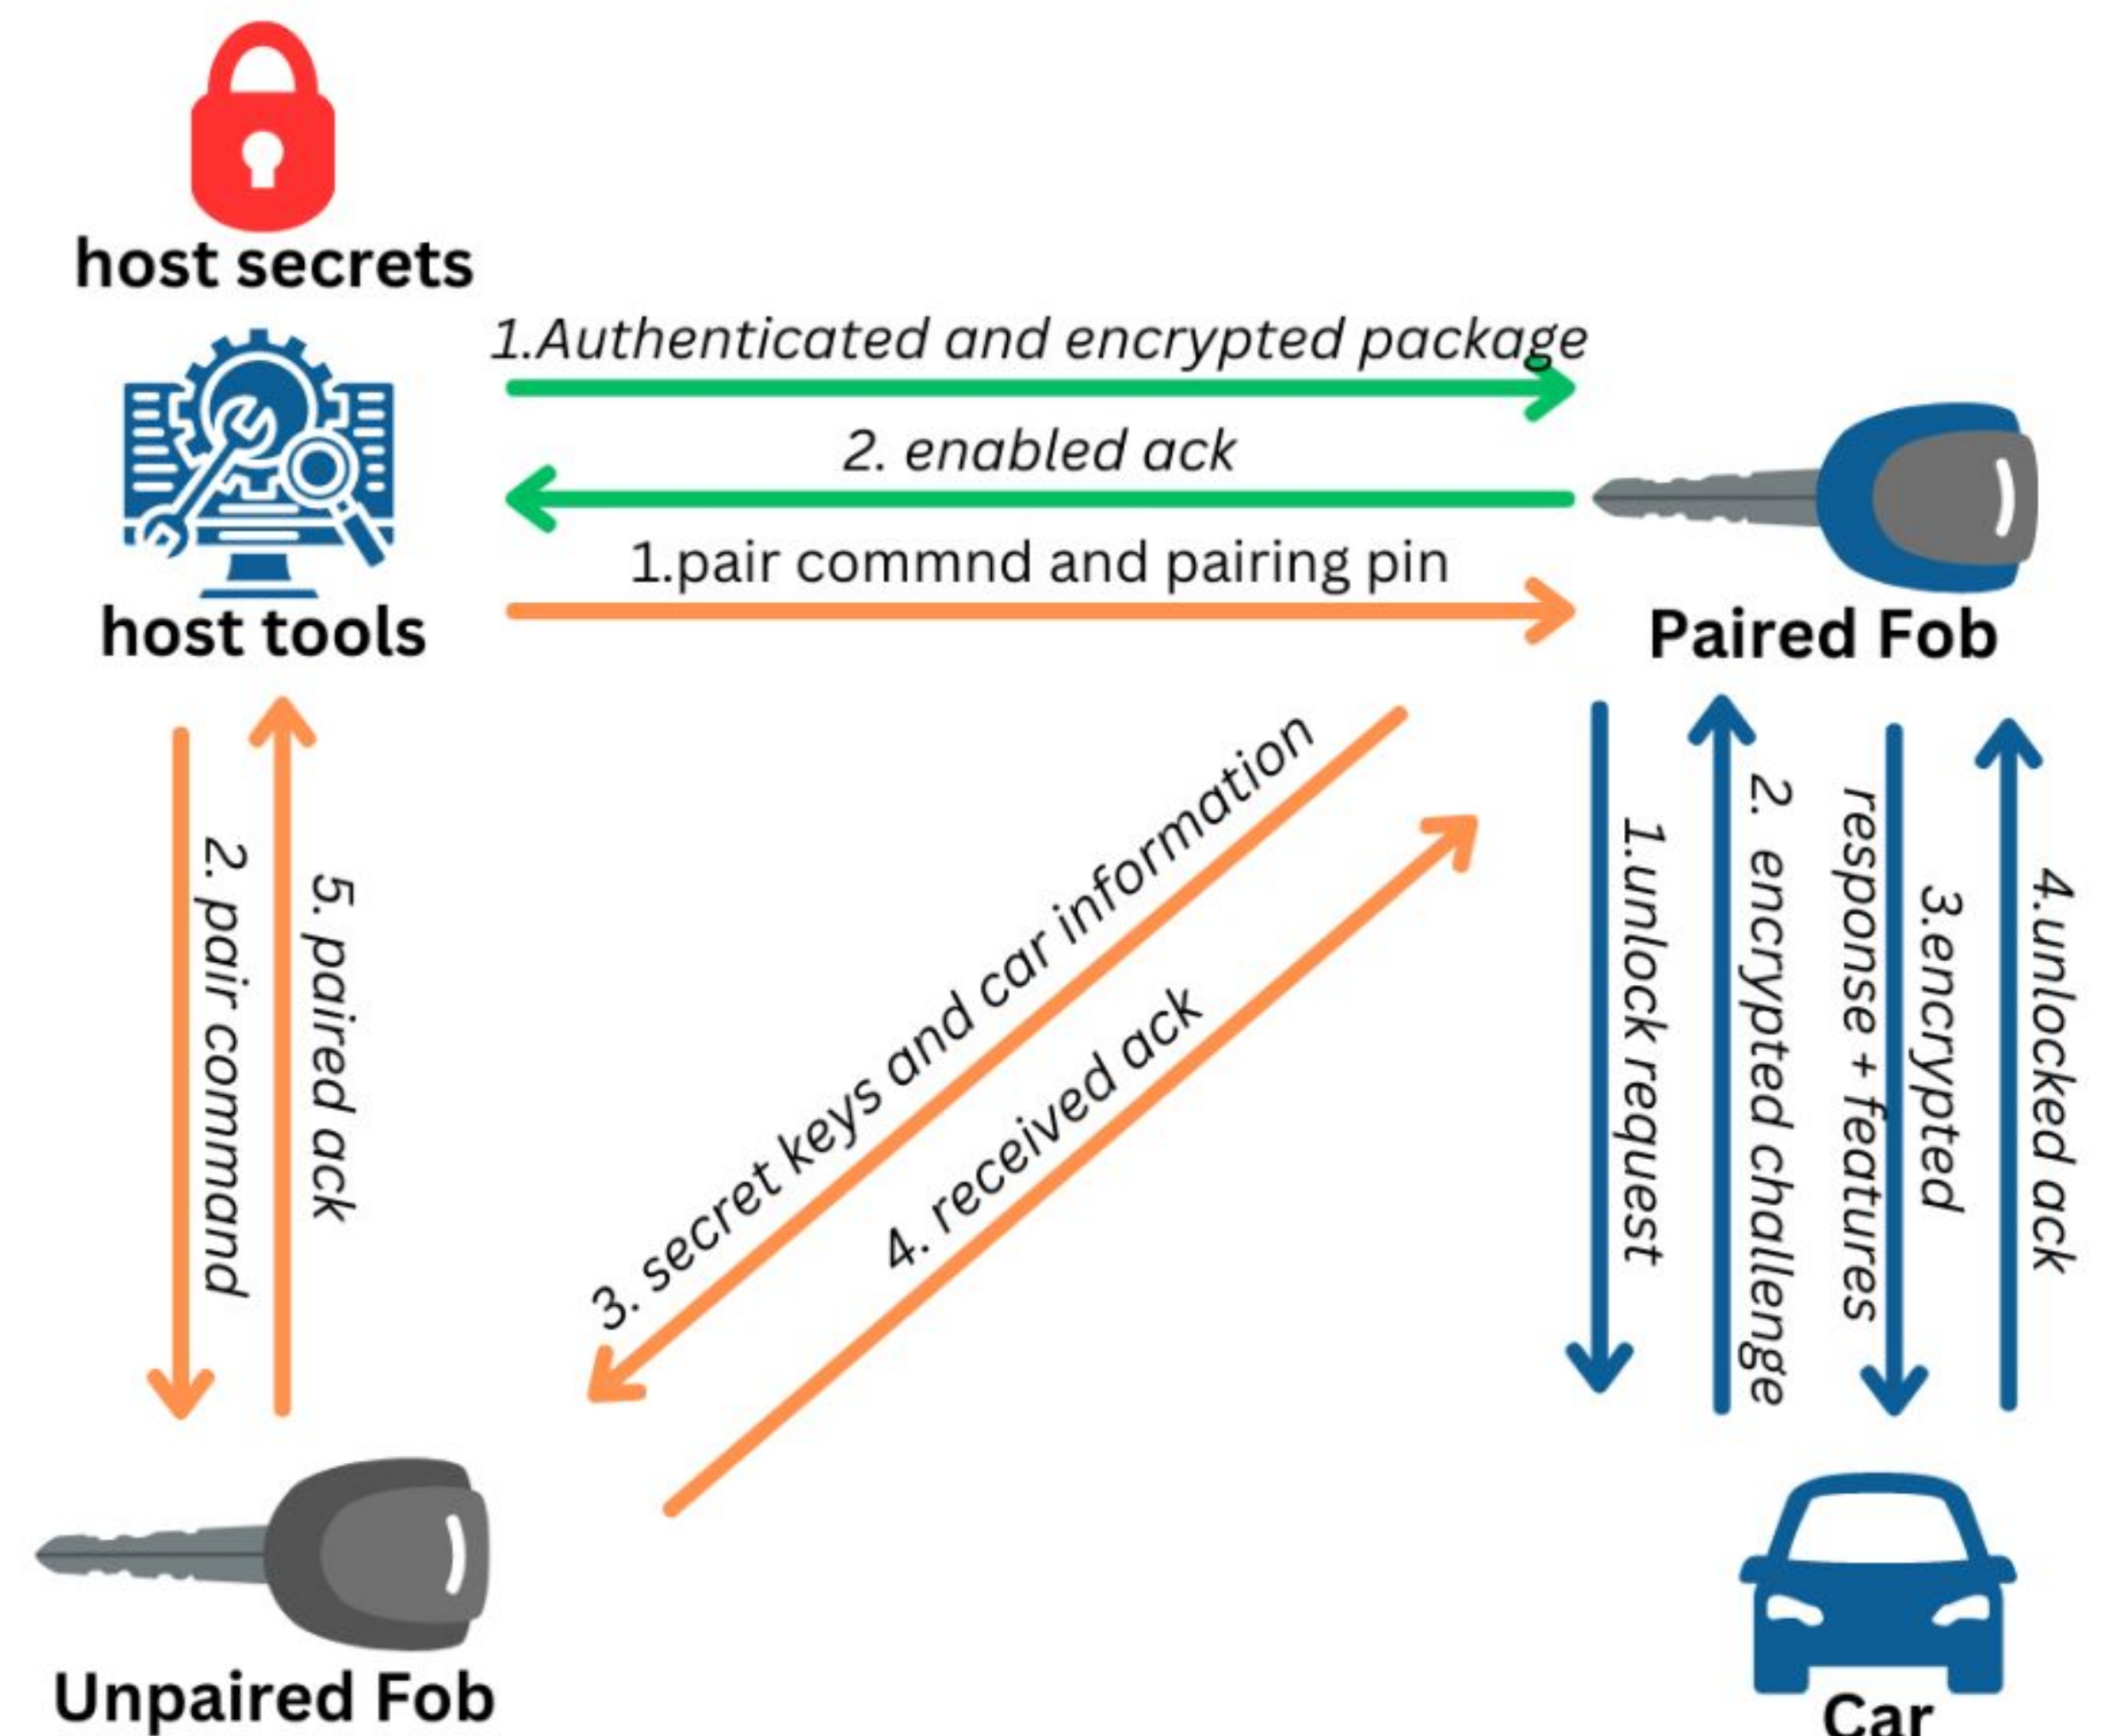 host secrets
1.Authenticated and encrypted package
2. enabled ack
1.pair commnd and pairing pin
host tools
Paired Fob
2. pair command
5. paired ack
3. secret keys and car information
4. received ack
1.unlock request
2. encrypted challenge
3.encrypted
response + features
4.unlocked ack
Unpaired Fob
Car